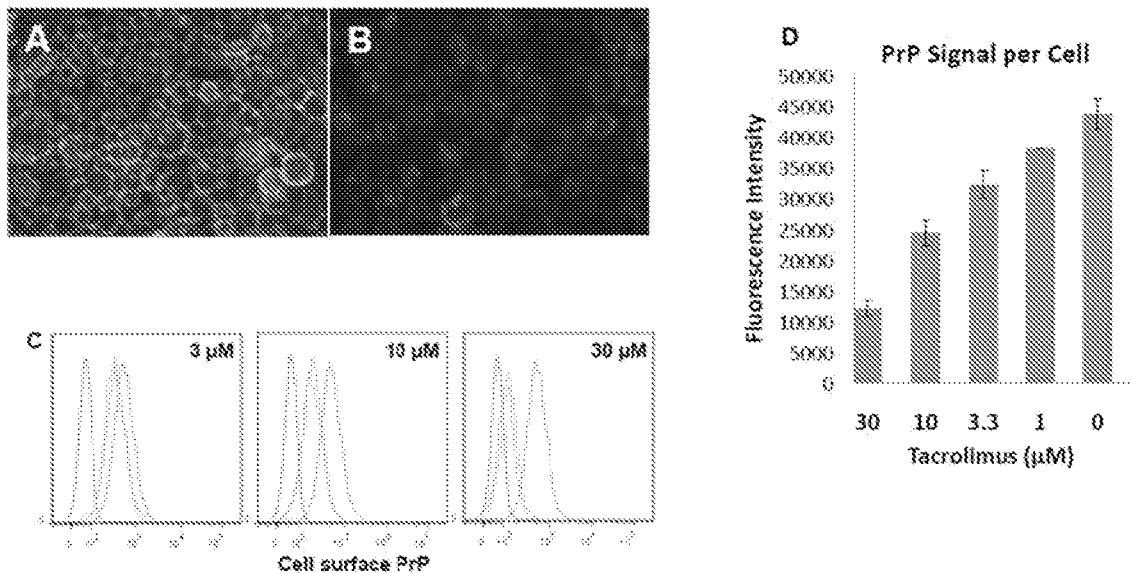 A
B
C
3 µM
10 µM
30 µM
Cell surface PrP
D
PrP Signal per Cell
Fluorescence Intensity
50000
45000
40000
35000
30000
25000
20000
15000
10000
5000
0
30 10 3.3 1 0
Tacrolimus (µM)